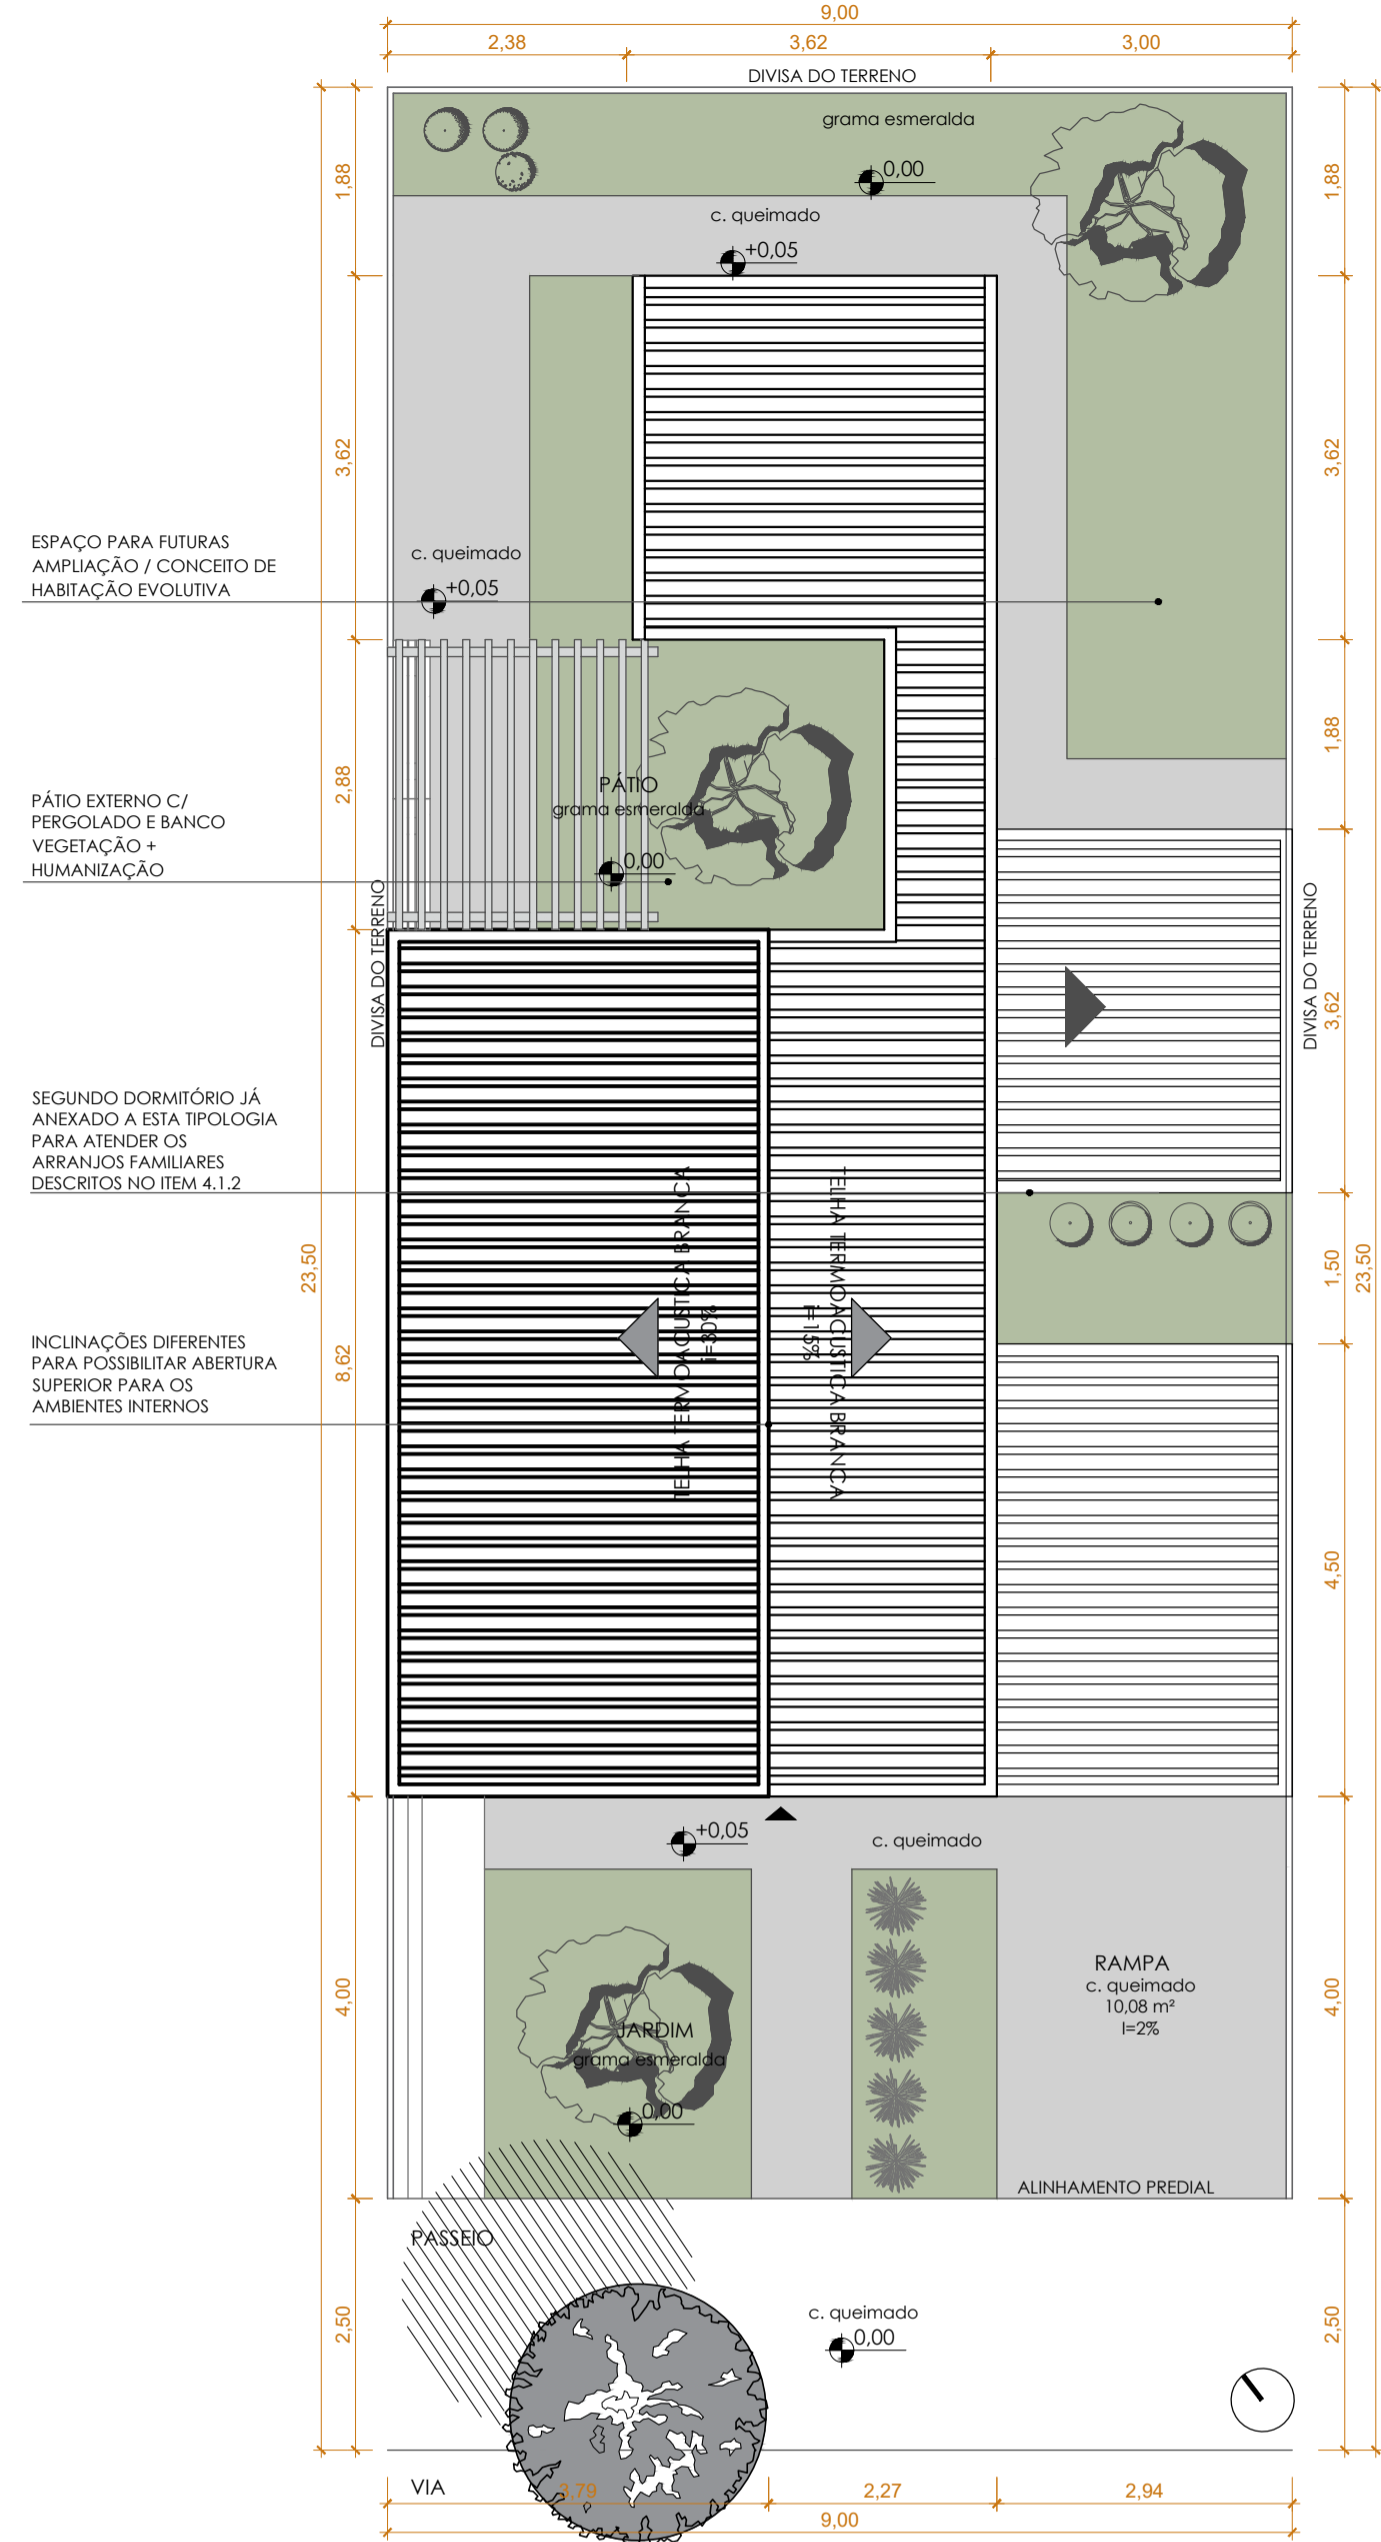 9,00
2,38
3,62
3,00
DIVISA DO TERRENO
grama esmeralda
0,00
c. queimado
+0,05
1,88
1,88
3,62
3,62
ESPAÇO PARA FUTURAS
AMPLIAÇÃO / CONCEITO DE
HABITAÇÃO EVOLUTIVA
c. queimado
+0,05
1,88
2,88
PÁTIO
grama esmeralda
0,00
PÁTIO EXTERNO C/
PERGOLADO E BANCO
VEGETAÇÃO +
HUMANIZAÇÃO
DIVISA DO TERRENO
DIVISA DO TERRENO
3,62
SEGUNDO DORMITÓRIO JÁ
ANEXADO A ESTA TIPOLOGIA
PARA ATENDER OS
ARRANJOS FAMILIARES
DESCRITOS NO ITEM 4.1.2
TELHA TERMOACUSTICA BRANCA
i=30%
TELHA TERMOACUSTICA BRANCA
i=15%
23,50
1,50
23,50
INCLINAÇÕES DIFERENTES
PARA POSSIBILITAR ABERTURA
SUPERIOR PARA OS
AMBIENTES INTERNOS
8,62
4,50
+0,05
c. queimado
RAMPA
c. queimado
10,08 m²
I=2%
4,00
4,00
JARDIM
grama esmeralda
0,00
ALINHAMENTO PREDIAL
PASSEIO
c. queimado
0,00
2,50
2,50
VIA
3,79
2,27
2,94
9,00